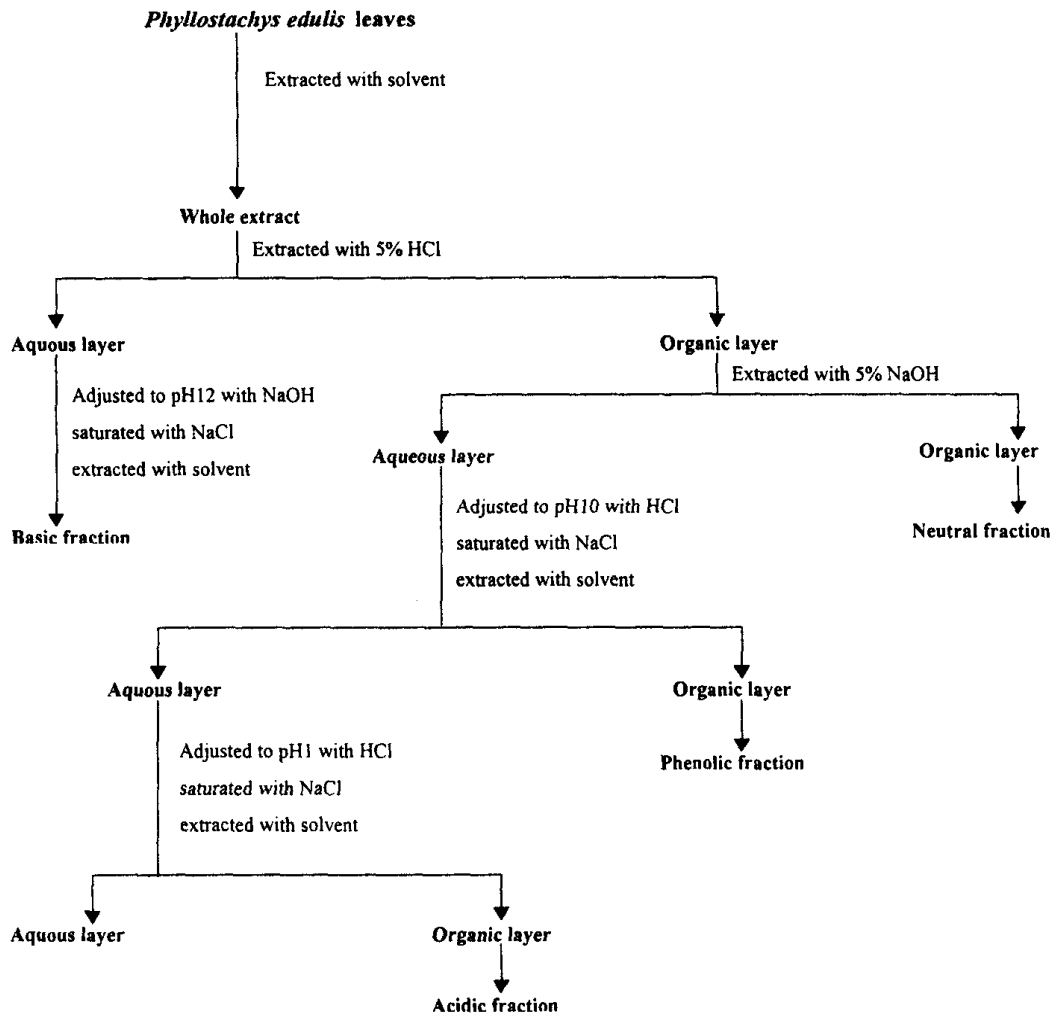 Phyllostachys edulis leaves
Extracted with solvent
Whole extract
Extracted with 5% HCl
Aquous layer
Organic layer
Extracted with 5% NaOH
Adjusted to pH12 with NaOH
saturated with NaCl
extracted with solvent
Aqueous layer
Organic layer
Basic fraction
Adjusted to pH10 with HCl
saturated with NaCl
extracted with solvent
Neutral fraction
Aquous layer
Organic layer
Adjusted to pH1 with HCl
saturated with NaCl
extracted with solvent
Phenolic fraction
Aquous layer
Organic layer
Acidic fraction